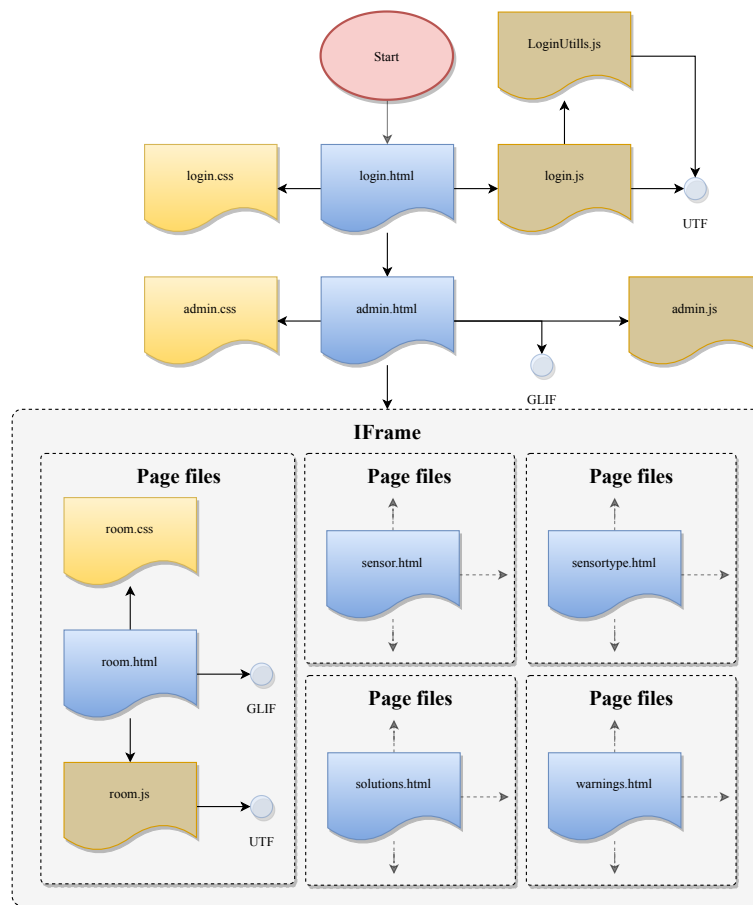 Start
LoginUtills.js
login.css
login.html
login.js
UTF
admin.css
admin.html
admin.js
GLIF
IFrame
Page files
room.css
room.html
GLIF
room.js
UTF
Page files
sensor.html
Page files
sensortype.html
Page files
solutions.html
Page files
warnings.html